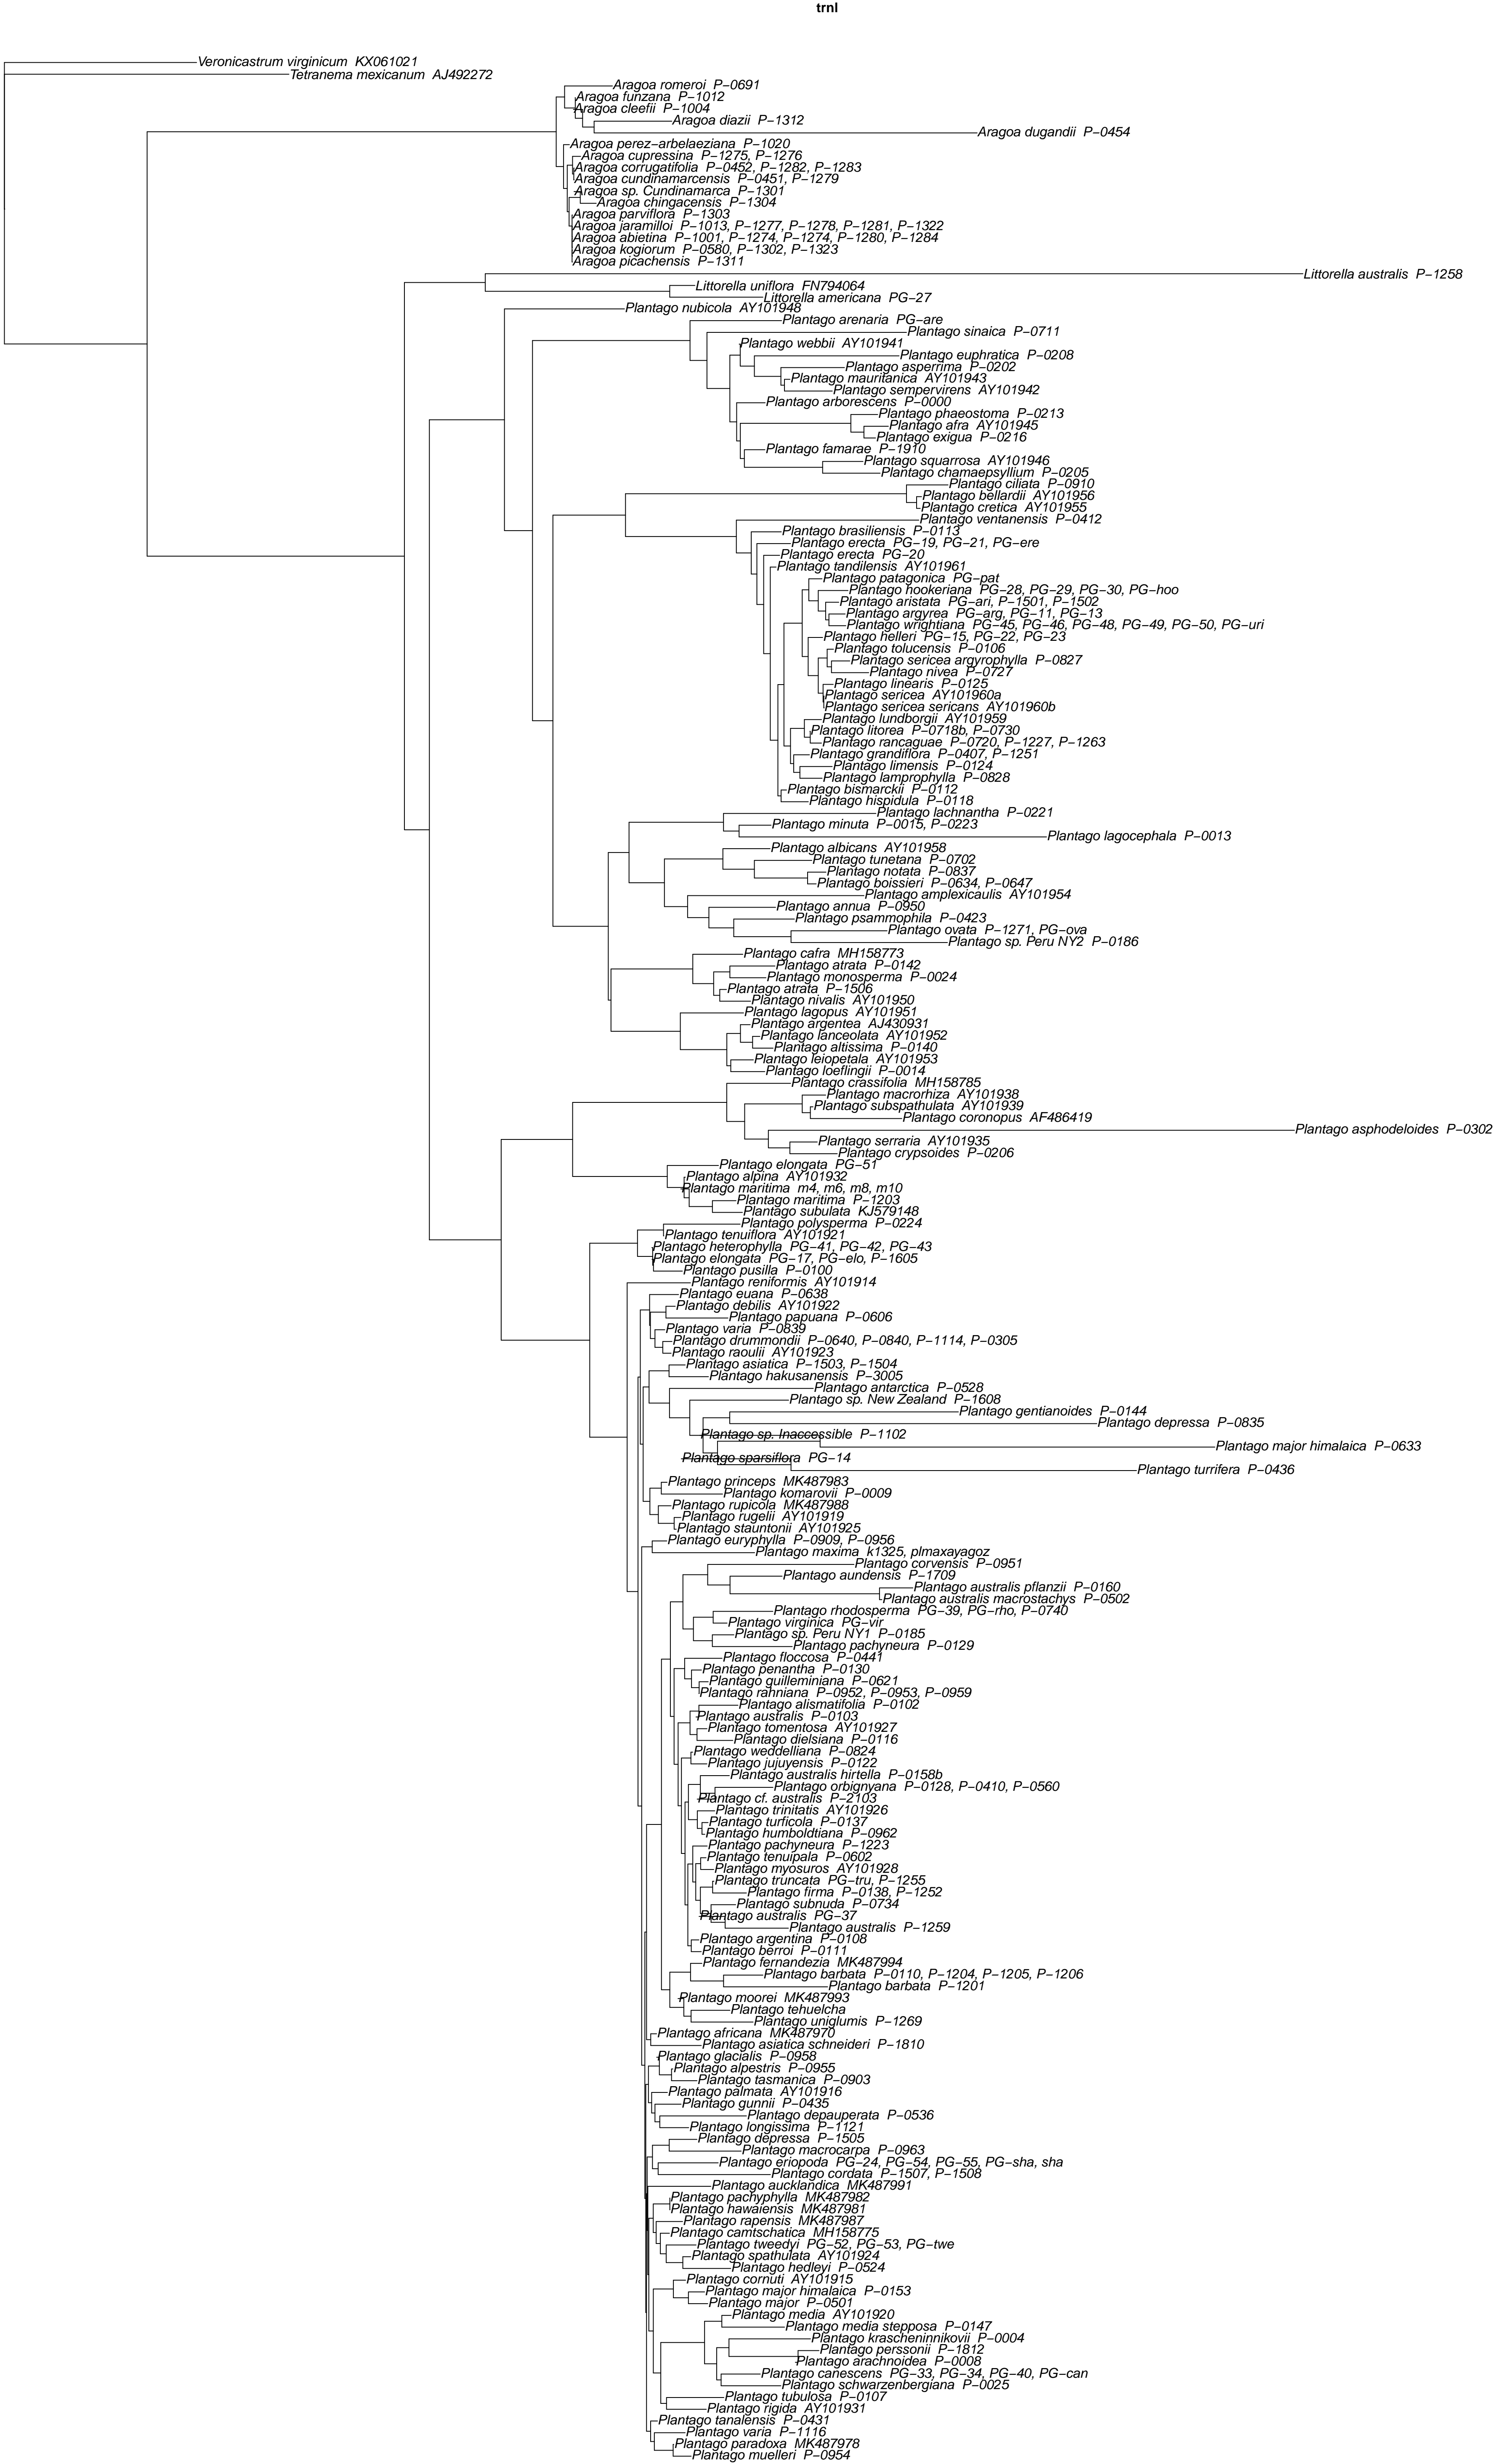 trnl
Veronicastrum virginicum KX061021
Tetranema mexicanum AJ492272
Aragoa romeroi P−0691
Aragoa funzana P−1012
Aragoa cleefii P−1004
Aragoa diazii P−1312
Aragoa dugandii P−0454
Aragoa perez−arbelaeziana P−1020
Aragoa cupressina P−1275, P−1276
Aragoa corrugatifolia P−0452, P−1282, P−1283
Aragoa cundinamarcensis P−0451, P−1279
Aragoa sp. Cundinamarca P−1301
Aragoa chingacensis P−1304
Aragoa parviflora P−1303
Aragoa jaramilloi P−1013, P−1277, P−1278, P−1281, P−1322
Aragoa abietina P−1001, P−1274, P−1274, P−1280, P−1284
Aragoa kogiorum P−0580, P−1302, P−1323
Aragoa picachensis P−1311
Littorella australis P−1258
Littorella uniflora FN794064
Littorella americana PG−27
Plantago nubicola AY101948
Plantago arenaria PG−are
Plantago sinaica P−0711
Plantago webbii AY101941
Plantago euphratica P−0208
Plantago asperrima P−0202
Plantago mauritanica AY101943
Plantago sempervirens AY101942
Plantago arborescens P−0000
Plantago phaeostoma P−0213
Plantago afra AY101945
Plantago exigua P−0216
Plantago famarae P−1910
Plantago squarrosa AY101946
Plantago chamaepsyllium P−0205
Plantago ciliata P−0910
Plantago bellardii AY101956
Plantago cretica AY101955
Plantago ventanensis P−0412
Plantago brasiliensis P−0113
Plantago erecta PG−19, PG−21, PG−ere
Plantago erecta PG−20
Plantago tandilensis AY101961
Plantago patagonica PG−pat
Plantago hookeriana PG−28, PG−29, PG−30, PG−hoo
Plantago aristata PG−ari, P−1501, P−1502
Plantago argyrea PG−arg, PG−11, PG−13
Plantago wrightiana PG−45, PG−46, PG−48, PG−49, PG−50, PG−uri
Plantago helleri PG−15, PG−22, PG−23
Plantago tolucensis P−0106
Plantago sericea argyrophylla P−0827
Plantago nivea P−0727
Plantago linearis P−0125
Plantago sericea AY101960a
Plantago sericea sericans AY101960b
Plantago lundborgii AY101959
Plantago litorea P−0718b, P−0730
Plantago rancaguae P−0720, P−1227, P−1263
Plantago grandiflora P−0407, P−1251
Plantago limensis P−0124
Plantago lamprophylla P−0828
Plantago bismarckii P−0112
Plantago hispidula P−0118
Plantago lachnantha P−0221
Plantago minuta P−0015, P−0223
Plantago lagocephala P−0013
Plantago albicans AY101958
Plantago tunetana P−0702
Plantago notata P−0837
Plantago boissieri P−0634, P−0647
Plantago amplexicaulis AY101954
Plantago annua P−0950
Plantago psammophila P−0423
Plantago ovata P−1271, PG−ova
Plantago sp. Peru NY2 P−0186
Plantago cafra MH158773
Plantago atrata P−0142
Plantago monosperma P−0024
Plantago atrata P−1506
Plantago nivalis AY101950
Plantago lagopus AY101951
Plantago argentea AJ430931
Plantago lanceolata AY101952
Plantago altissima P−0140
Plantago leiopetala AY101953
Plantago loeflingii P−0014
Plantago crassifolia MH158785
Plantago macrorhiza AY101938
Plantago subspathulata AY101939
Plantago coronopus AF486419
Plantago asphodeloides P−0302
Plantago serraria AY101935
Plantago crypsoides P−0206
Plantago elongata PG−51
Plantago alpina AY101932
Plantago maritima m4, m6, m8, m10
Plantago maritima P−1203
Plantago subulata KJ579148
Plantago polysperma P−0224
Plantago tenuiflora AY101921
Plantago heterophylla PG−41, PG−42, PG−43
Plantago elongata PG−17, PG−elo, P−1605
Plantago pusilla P−0100
Plantago reniformis AY101914
Plantago euana P−0638
Plantago debilis AY101922
Plantago papuana P−0606
Plantago varia P−0839
Plantago drummondii P−0640, P−0840, P−1114, P−0305
Plantago raoulii AY101923
Plantago asiatica P−1503, P−1504
Plantago hakusanensis P−3005
Plantago antarctica P−0528
Plantago sp. New Zealand P−1608
Plantago gentianoides P−0144
Plantago depressa P−0835
Plantago sp. Inaccessible P−1102
Plantago major himalaica P−0633
Plantago sparsiflora PG−14
Plantago turrifera P−0436
Plantago princeps MK487983
Plantago komarovii P−0009
Plantago rupicola MK487988
Plantago rugelii AY101919
Plantago stauntonii AY101925
Plantago euryphylla P−0909, P−0956
Plantago maxima k1325, plmaxayagoz
Plantago corvensis P−0951
Plantago aundensis P−1709
Plantago australis pflanzii P−0160
Plantago australis macrostachys P−0502
Plantago rhodosperma PG−39, PG−rho, P−0740
Plantago virginica PG−vir
Plantago sp. Peru NY1 P−0185
Plantago pachyneura P−0129
Plantago floccosa P−0441
Plantago penantha P−0130
Plantago guilleminiana P−0621
Plantago rahniana P−0952, P−0953, P−0959
Plantago alismatifolia P−0102
Plantago australis P−0103
Plantago tomentosa AY101927
Plantago dielsiana P−0116
Plantago weddelliana P−0824
Plantago jujuyensis P−0122
Plantago australis hirtella P−0158b
Plantago orbignyana P−0128, P−0410, P−0560
Plantago cf. australis P−2103
Plantago trinitatis AY101926
Plantago turficola P−0137
Plantago humboldtiana P−0962
Plantago pachyneura P−1223
Plantago tenuipala P−0602
Plantago myosuros AY101928
Plantago truncata PG−tru, P−1255
Plantago firma P−0138, P−1252
Plantago subnuda P−0734
Plantago australis PG−37
Plantago australis P−1259
Plantago argentina P−0108
Plantago berroi P−0111
Plantago fernandezia MK487994
Plantago barbata P−0110, P−1204, P−1205, P−1206
Plantago barbata P−1201
Plantago moorei MK487993
Plantago tehuelcha
Plantago uniglumis P−1269
Plantago africana MK487970
Plantago asiatica schneideri P−1810
Plantago glacialis P−0958
Plantago alpestris P−0955
Plantago tasmanica P−0903
Plantago palmata AY101916
Plantago gunnii P−0435
Plantago depauperata P−0536
Plantago longissima P−1121
Plantago depressa P−1505
Plantago macrocarpa P−0963
Plantago eriopoda PG−24, PG−54, PG−55, PG−sha, sha
Plantago cordata P−1507, P−1508
Plantago aucklandica MK487991
Plantago pachyphylla MK487982
Plantago hawaiensis MK487981
Plantago rapensis MK487987
Plantago camtschatica MH158775
Plantago tweedyi PG−52, PG−53, PG−twe
Plantago spathulata AY101924
Plantago hedleyi P−0524
Plantago cornuti AY101915
Plantago major himalaica P−0153
Plantago major P−0501
Plantago media AY101920
Plantago media stepposa P−0147
Plantago krascheninnikovii P−0004
Plantago perssonii P−1812
Plantago arachnoidea P−0008
Plantago canescens PG−33, PG−34, PG−40, PG−can
Plantago schwarzenbergiana P−0025
Plantago tubulosa P−0107
Plantago rigida AY101931
Plantago tanalensis P−0431
Plantago varia P−1116
Plantago paradoxa MK487978
Plantago muelleri P−0954